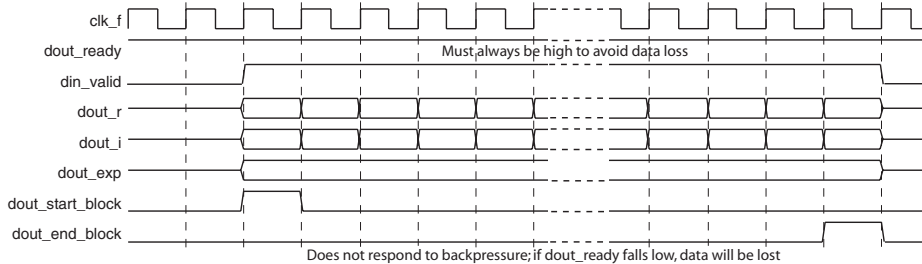 clk_f
dout_ready
Must always be high to avoid data loss
din_valid
dout_r
dout_i
dout_exp
dout_start_block
dout_end_block
Does not respond to backpressure; if dout_ready falls low, data will be lost